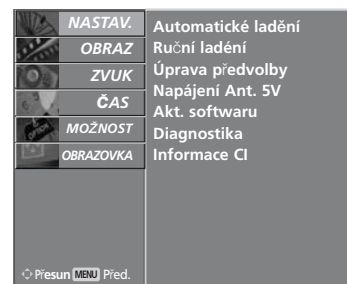 NASTAV.
OBRAZ
ZVUK
ČAS
MOŽNOST
OBRAZOVKA
Automatické ladění
Ruční ladéní
Úprava předvolby
Napájení Ant. 5V
Akt. softwaru
Diagnostika
Informace CI
Přesun MENU Před.